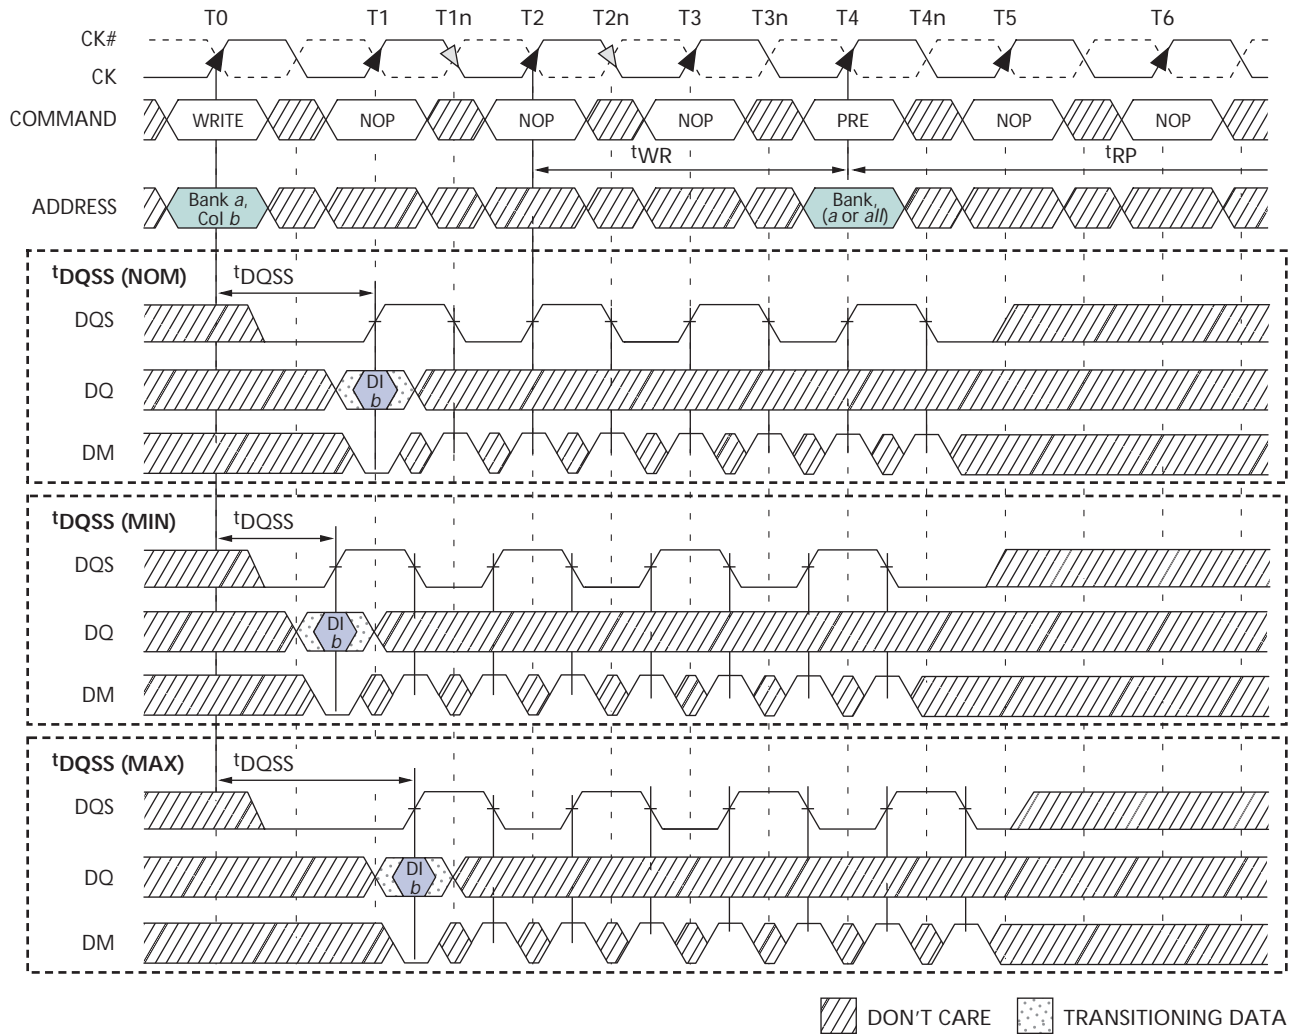 T0 T1 T1n T2 T2n T3 T3n T4 T4n T5 T6
CK#
CK
COMMAND WRITE NOP NOP NOP PRE NOP NOP
tWR tRP
ADDRESS Bank a, Col b Bank, (a or all)
tDQSS (NOM) tDQSS
DQS
DQ DI b
DM
tDQSS (MIN) tDQSS
DQS
DQ DI b
DM
tDQSS (MAX) tDQSS
DQS
DQ DI b
DM
DON'T CARE TRANSITIONING DATA